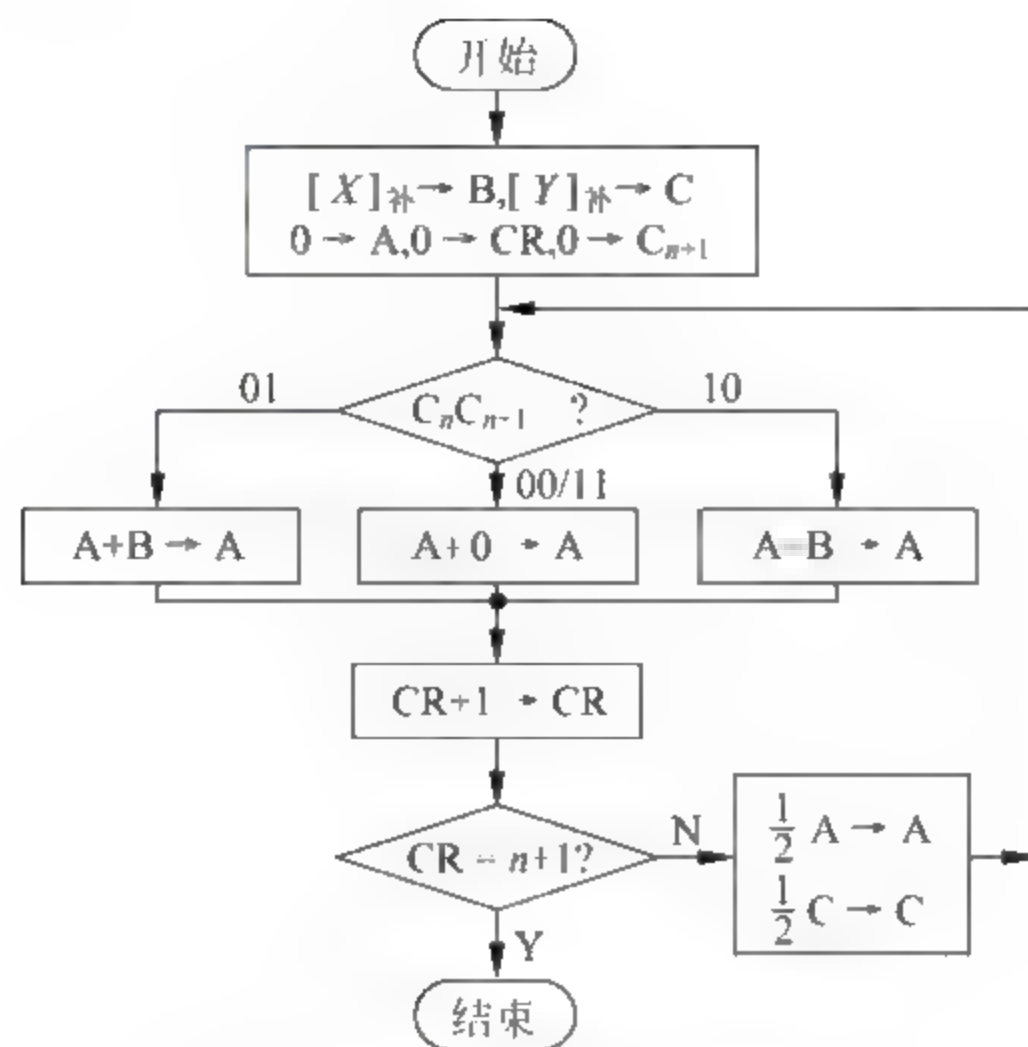 开始
[X]补→B,[Y]补→C
0→A,0→CR,0→Cn+1
01
CnCn-1 ?
10
00/11
A+B→A
A+0→A
A-B→A
CR+1→CR
CR=n+1?
N
1/2 A→A
1/2 C→C
Y
结束